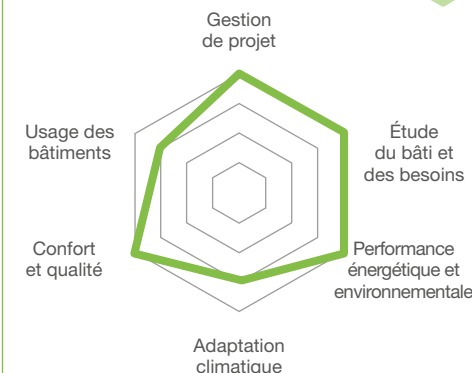 Gestion
de projet
Usage des
bâtiments
Étude
du bâti et
des besoins
Confort
et qualité
Performance
énergétique et
environnementale
Adaptation
climatique